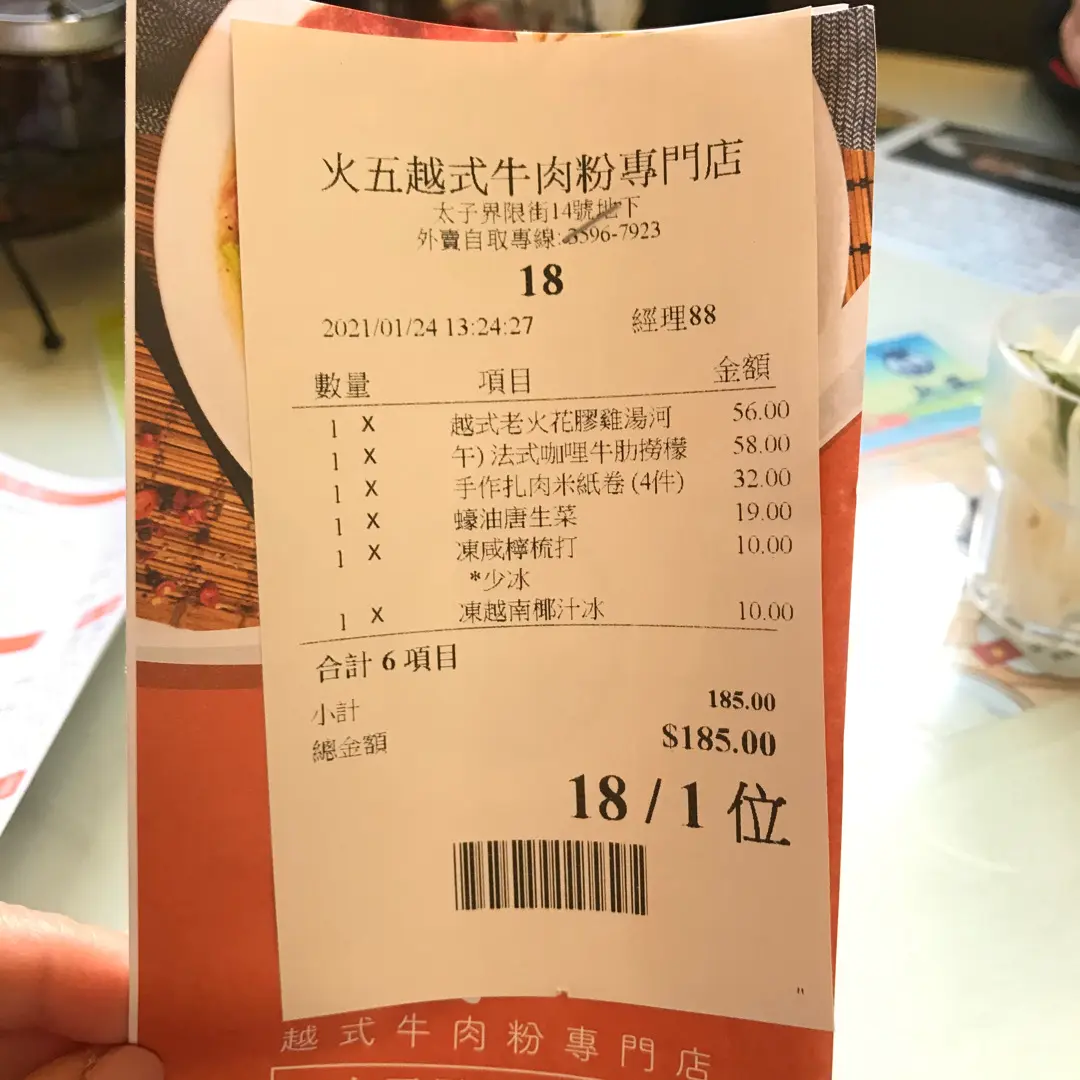 火五越式牛肉粉專門店
太子界限街14號地下
外賣自取專線: 3596-7923
18
2021/01/24 13:24:27 經理88
數量 項目 金額
1 X 越式老火花膠雞湯河 56.00
1 X 午) 法式咖哩牛肋撈檬 58.00
1 X 手作扎肉米紙卷 (4件) 32.00
1 X 蠔油唐生菜 19.00
1 X 凍咸檸梳打 10.00
*少冰
1 X 凍越南椰汁冰 10.00
合計 6 項目
小計 185.00
總金額 $185.00
18 / 1 位
越式牛肉粉專門店